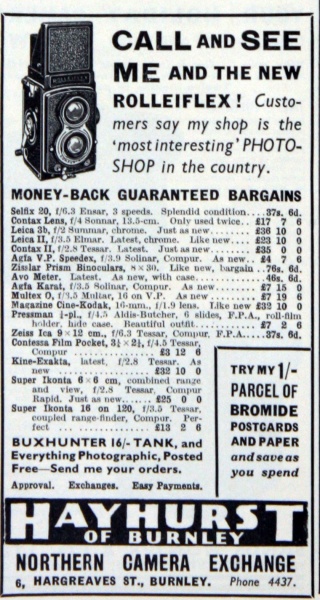 CALL AND SEE
ME AND THE NEW
ROLLEIFLEX! Custo-
mers say my shop is the
'most interesting' PHOTO-
SHOP in the country.
MONEY-BACK GUARANTEED BARGAINS
Selfix 20, f/6.3 Ensar, 3 speeds. Splendid condition... 37s. 6d.
Contax Lens, f/4 Sonnar, 13.5-cm. Only used twice.. £17 7 6
Leica 3b, f/2 Summar, chrome. Just as new.... £36 10 0
Leica II, f/3.5 Elmar. Latest, chrome. Like new.... £23 10 0
Contax II, f/2.8 Tessar. Latest. Just as new.... £35 0 0
Agfa V.P. Speedex, f/3.9 Solinar, Compur. As new.. £4 7 6
Zisslar Prism Binoculars, 8×30. Like new, bargain. 76s. 6d.
Avo Meter. Latest. As new, with case........ 46s. 6d.
Agfa Karat, f/3.5 Solinar, Compur. As new.... £7 15 0
Multex O, f/3.5 Multar, 16 on V.P. As new... £7 19 6
Magazine Cine-Kodak, 16-mm., f/1.9 lens. Like new £32 10 0
Pressman ¼-pl., f/4.5 Aldis-Butcher, 6 slides, F.P.A., roll-film
holder, hide case. Beautiful outfit........ £7 2 6
Zeiss Ica 9×12 cm., f/6.3 Tessar, Compur, F.P.A..... 37s. 6d.
Contessa Film Pocket, 3¼×2¼, f/4.5 Tessar,
Compur .......... £3 12 6
Kine-Exakta, latest, f/2.8 Tessar. As
new .......... £32 10 0
Super Ikonta 6×6 cm., combined range
and view, f/2.8 Tessar. Compur
Rapid. Just as new...... £25 0 0
Super Ikonta 16 on 120, f/3.5 Tessar,
coupled range-finder, Compur. Per-
fect .......... £13 2 6
BUXHUNTER 16/- TANK, and
Everything Photographic, Posted
Free—Send me your orders.
Approval. Exchanges. Easy Payments.
TRY MY 1/-
PARCEL OF
BROMIDE
POSTCARDS
AND PAPER
and save as
you spend
HAYHURST
OF BURNLEY
NORTHERN CAMERA EXCHANGE
6, HARGREAVES ST., BURNLEY. Phone 4437.